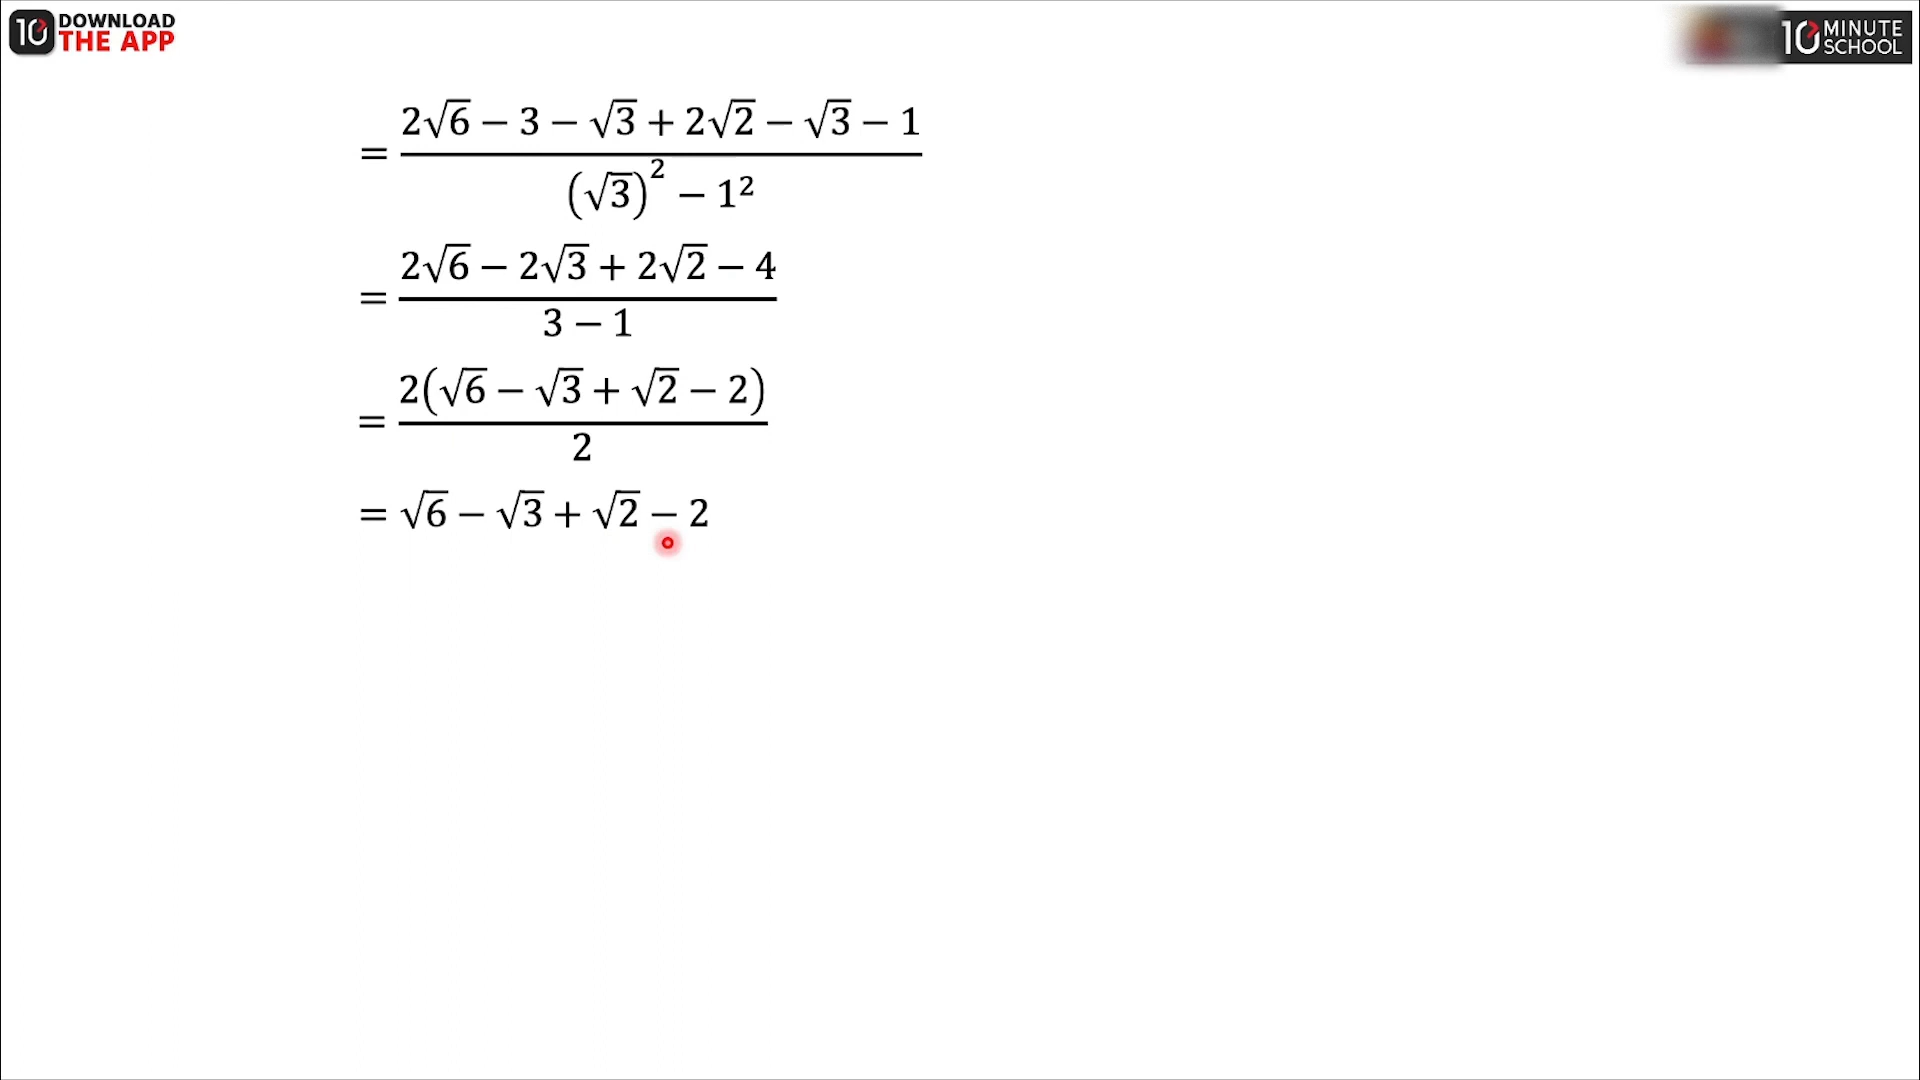 DOWNLOAD
THE APP
10 MINUTE
SCHOOL
= (2√6 − 3 − √3 + 2√2 − √3 − 1) / ((√3)² − 1²)
= (2√6 − 2√3 + 2√2 − 4) / (3 − 1)
= 2(√6 − √3 + √2 − 2) / 2
= √6 − √3 + √2 − 2